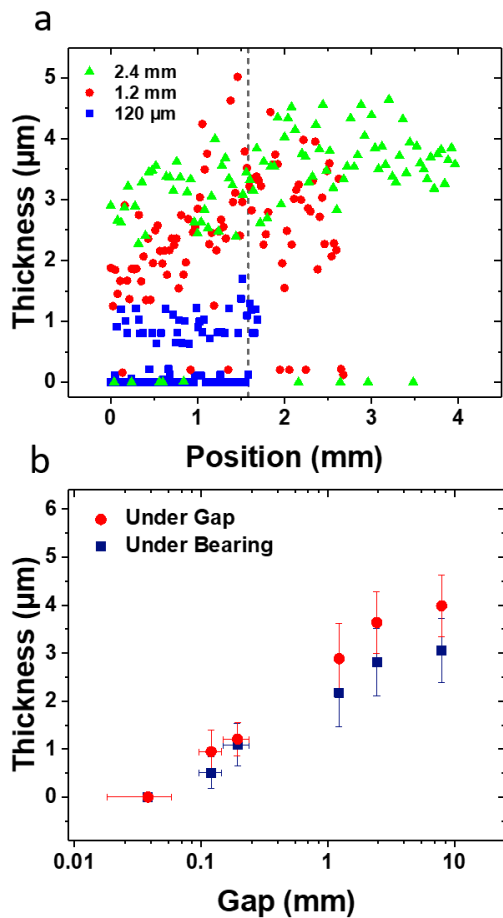 a
2.4 mm
1.2 mm
120 μm
5
4
3
2
1
0
Thickness (μm)
0 1 2 3 4
Position (mm)
b
Under Gap
Under Bearing
6
5
4
3
2
1
0
Thickness (μm)
0.01 0.1 1 10
Gap (mm)